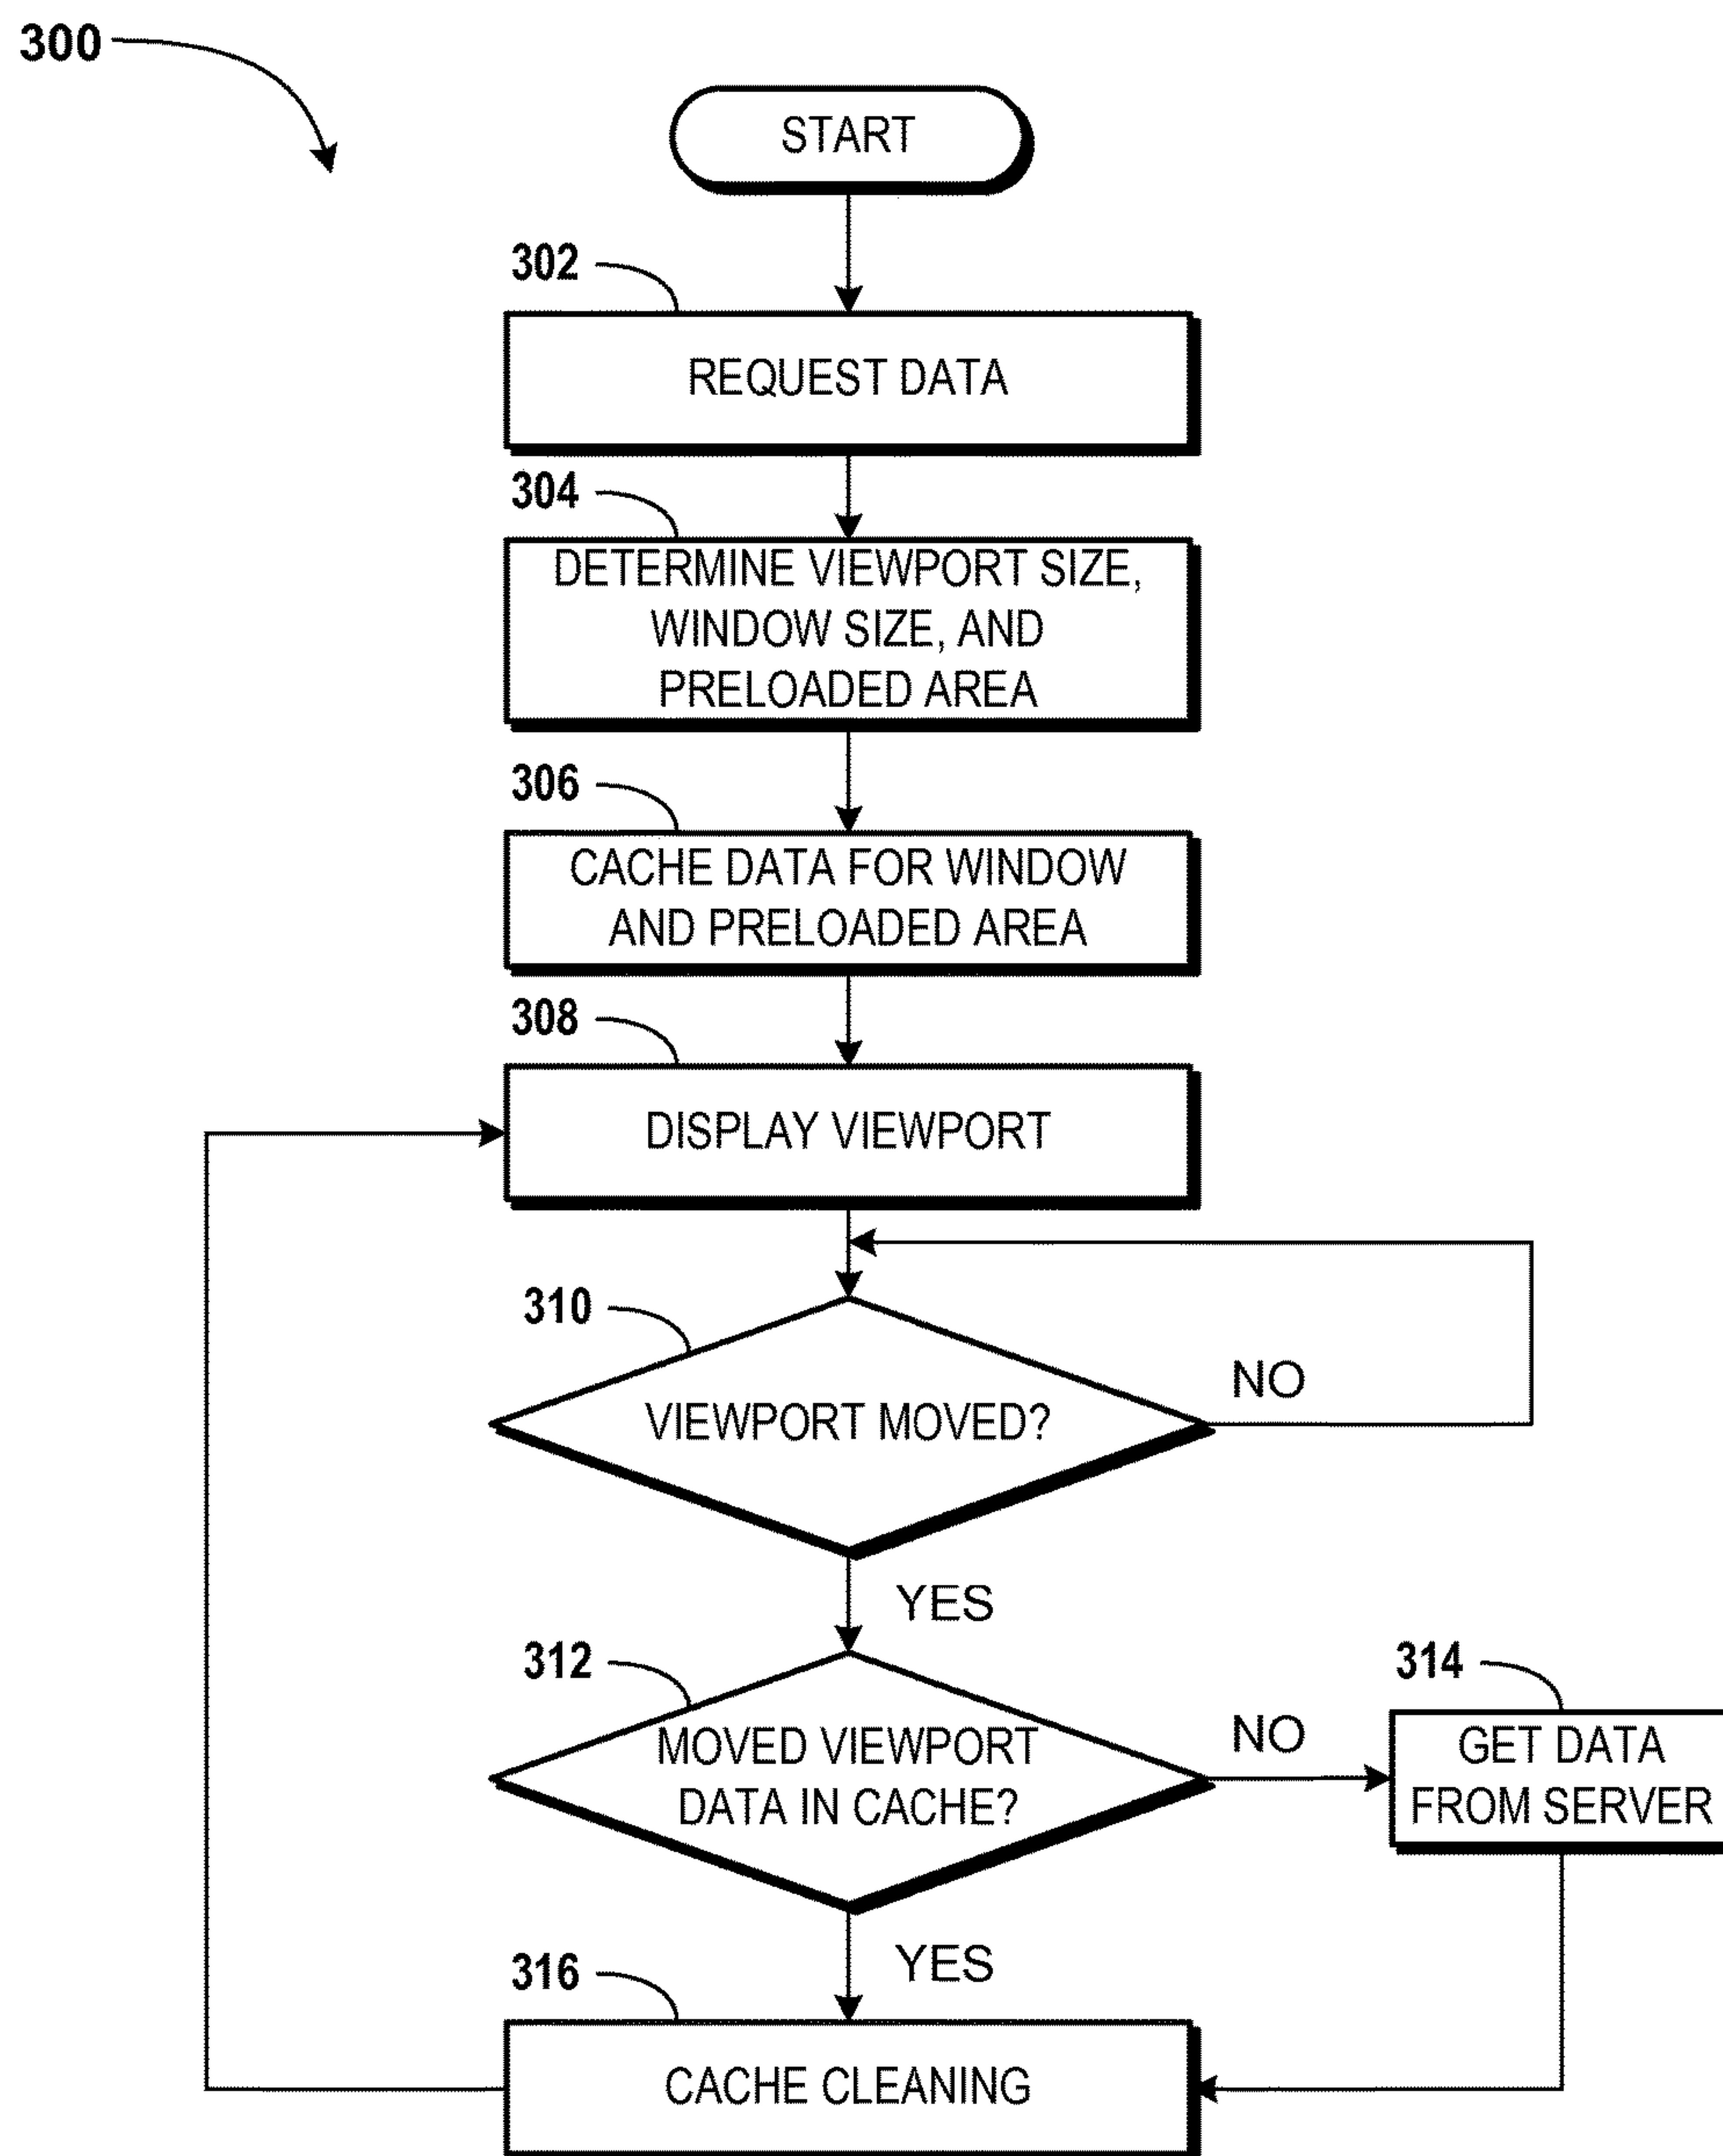 300
START
302
REQUEST DATA
304
DETERMINE VIEWPORT SIZE,
WINDOW SIZE, AND
PRELOADED AREA
306
CACHE DATA FOR WINDOW
AND PRELOADED AREA
308
DISPLAY VIEWPORT
310
VIEWPORT MOVED?
NO
YES
312
MOVED VIEWPORT
DATA IN CACHE?
NO
314
GET DATA
FROM SERVER
YES
316
CACHE CLEANING